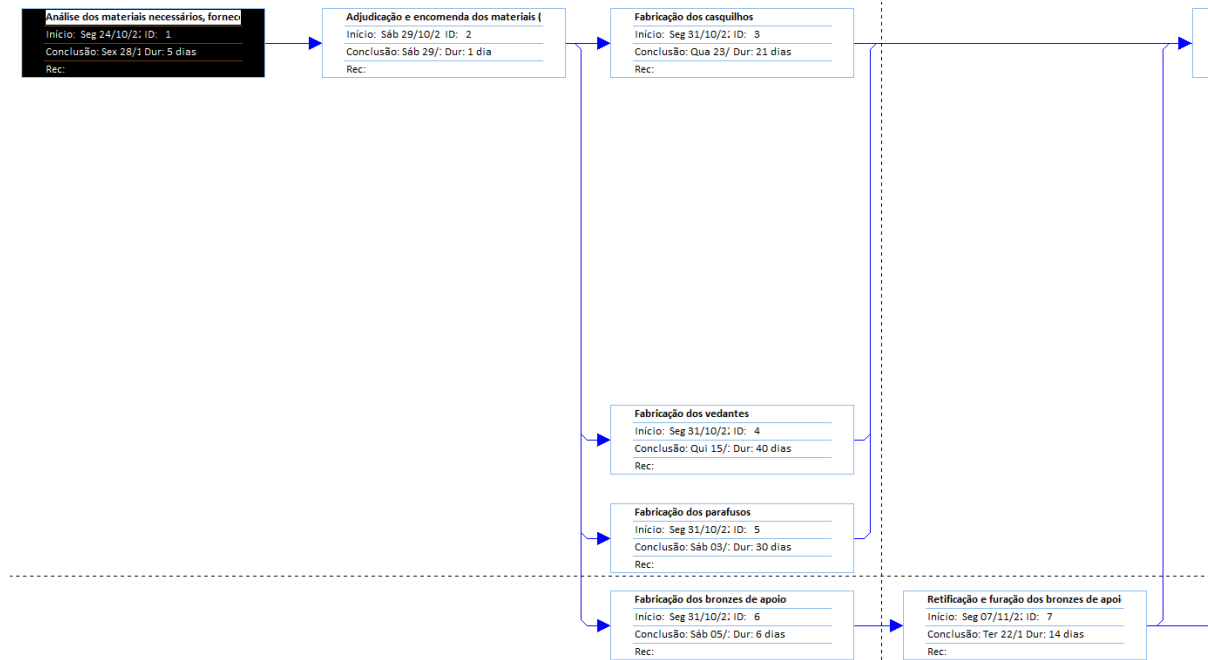 Análise dos materiais necessários, fornec
Início: Seg 24/10/2 ID: 1
Conclusão: Sex 28/1 Dur: 5 dias
Rec:
Adjudicação e encomenda dos materiais (
Início: Sáb 29/10/2 ID: 2
Conclusão: Sáb 29/ Dur: 1 dia
Rec:
Fabricação dos casquilhos
Início: Seg 31/10/2 ID: 3
Conclusão: Qua 23/ Dur: 21 dias
Rec:
Fabricação dos vedantes
Início: Seg 31/10/2 ID: 4
Conclusão: Qui 15/ Dur: 40 dias
Rec:
Fabricação dos parafusos
Início: Seg 31/10/2 ID: 5
Conclusão: Sáb 03/ Dur: 30 dias
Rec:
Fabricação dos bronzes de apoio
Início: Seg 31/10/2 ID: 6
Conclusão: Sáb 05/ Dur: 6 dias
Rec:
Retificação e furação dos bronzes de apoi
Início: Seg 07/11/2 ID: 7
Conclusão: Ter 22/1 Dur: 14 dias
Rec: